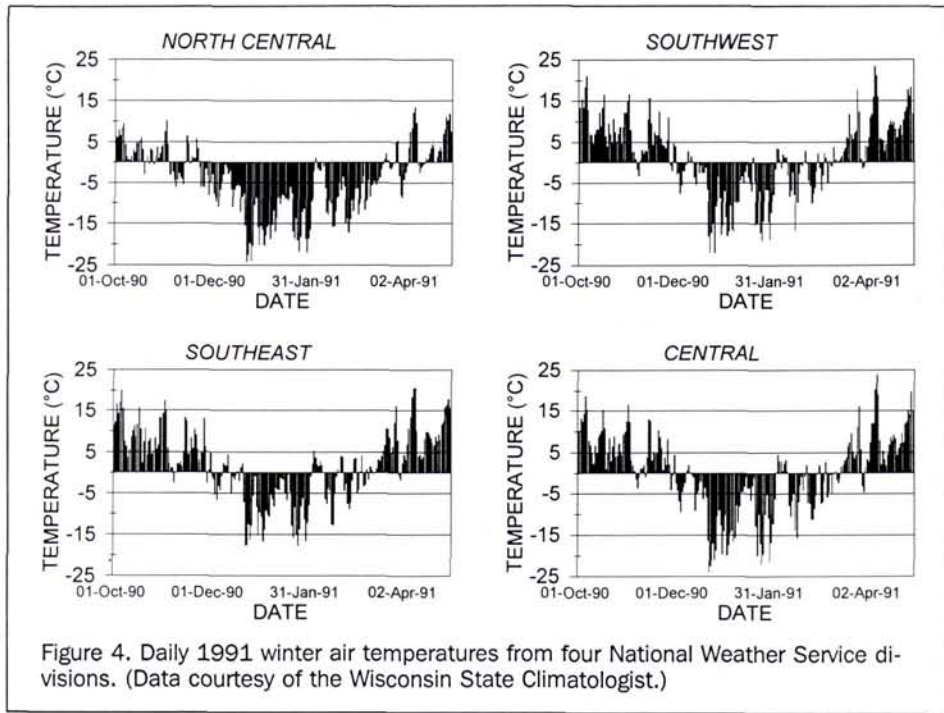 NORTH CENTRAL
TEMPERATURE (°C)
25
15
5
-5
-15
-25
01-Oct-90 01-Dec-90 31-Jan-91 02-Apr-91
DATE
SOUTHWEST
TEMPERATURE (°C)
25
15
5
-5
-15
-25
01-Oct-90 01-Dec-90 31-Jan-91 02-Apr-91
DATE
SOUTHEAST
TEMPERATURE (°C)
25
15
5
-5
-15
-25
01-Oct-90 01-Dec-90 31-Jan-91 02-Apr-91
DATE
CENTRAL
TEMPERATURE (°C)
25
15
5
-5
-15
-25
01-Oct-90 01-Dec-90 31-Jan-91 02-Apr-91
DATE
Figure 4. Daily 1991 winter air temperatures from four National Weather Service di-
visions. (Data courtesy of the Wisconsin State Climatologist.)